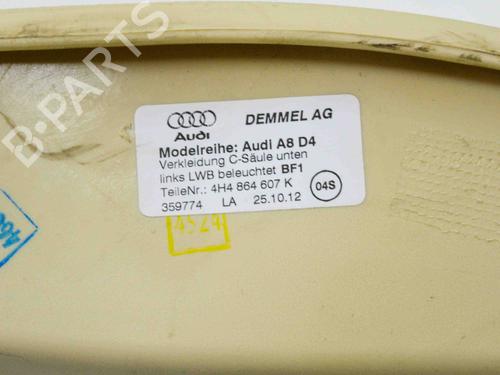 Audi DEMMEL AG
Modelreihe: Audi A8 D4
Verkleidung C-Säule unten
links LWB beleuchtet BF1
TeileNr.: 4H4 864 607 K
04S
359774 LA 25.10.12
4524
B-PARTS